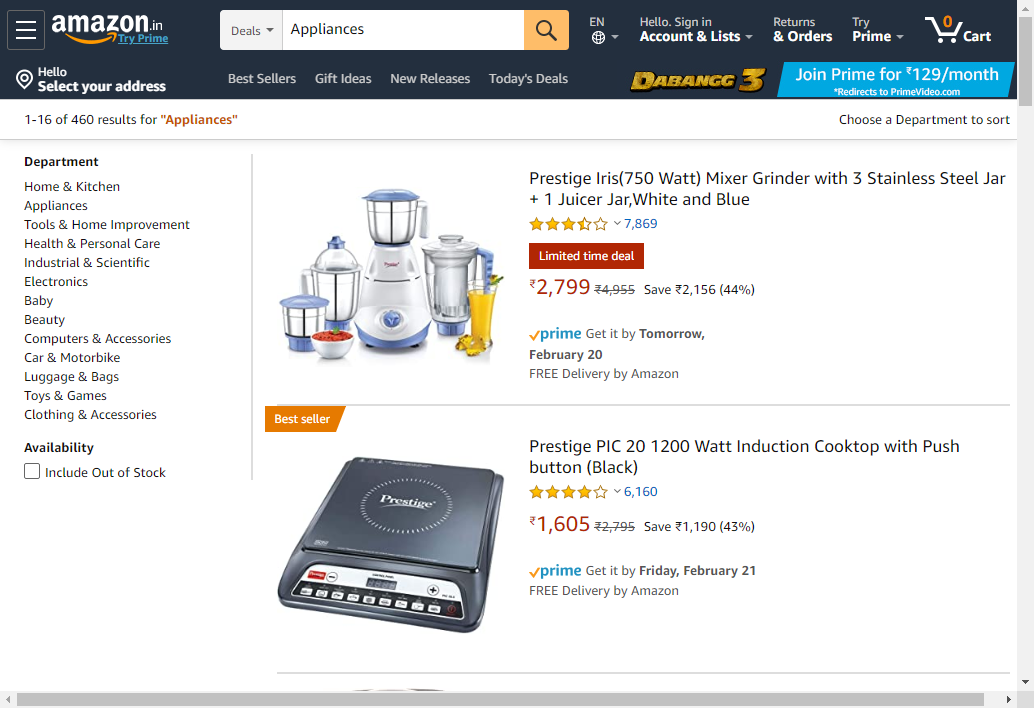 amazon.in
Try Prime
Deals
Appliances
EN
Hello. Sign in
Account & Lists
Returns
& Orders
Try
Prime
0
Cart
Hello
Select your address
Best Sellers
Gift Ideas
New Releases
Today's Deals
DABANGG 3
Join Prime for ₹129/month
*Redirects to PrimeVideo.com
1-16 of 460 results for "Appliances"
Choose a Department to sort
Department
Home & Kitchen
Appliances
Tools & Home Improvement
Health & Personal Care
Industrial & Scientific
Electronics
Baby
Beauty
Computers & Accessories
Car & Motorbike
Luggage & Bags
Toys & Games
Clothing & Accessories
Availability
Include Out of Stock
Prestige Iris(750 Watt) Mixer Grinder with 3 Stainless Steel Jar
+ 1 Juicer Jar,White and Blue
7,869
Limited time deal
₹2,799 ₹4,955 Save ₹2,156 (44%)
prime Get it by Tomorrow,
February 20
FREE Delivery by Amazon
Best seller
Prestige
Prestige PIC 20 1200 Watt Induction Cooktop with Push
button (Black)
6,160
₹1,605 ₹2,795 Save ₹1,190 (43%)
prime Get it by Friday, February 21
FREE Delivery by Amazon